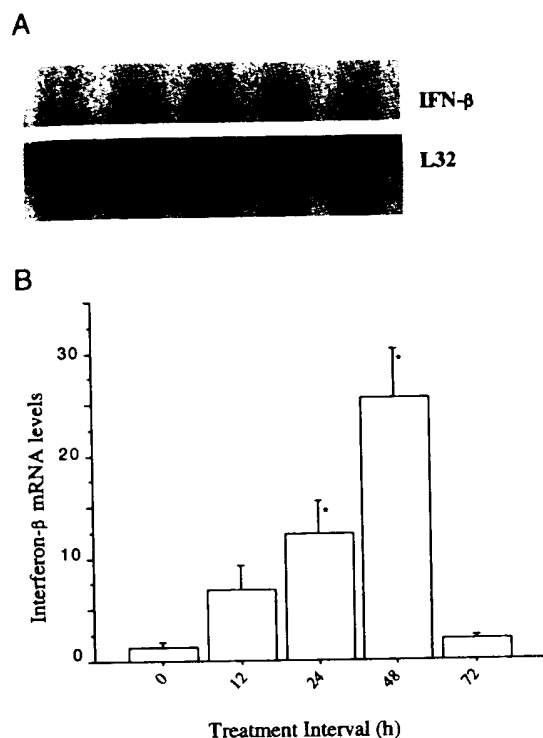 A
IFN-β
L32
B
Interferon-β mRNA levels
30
20
10
0
*
*
0 12 24 48 72
Treatment Interval (h)